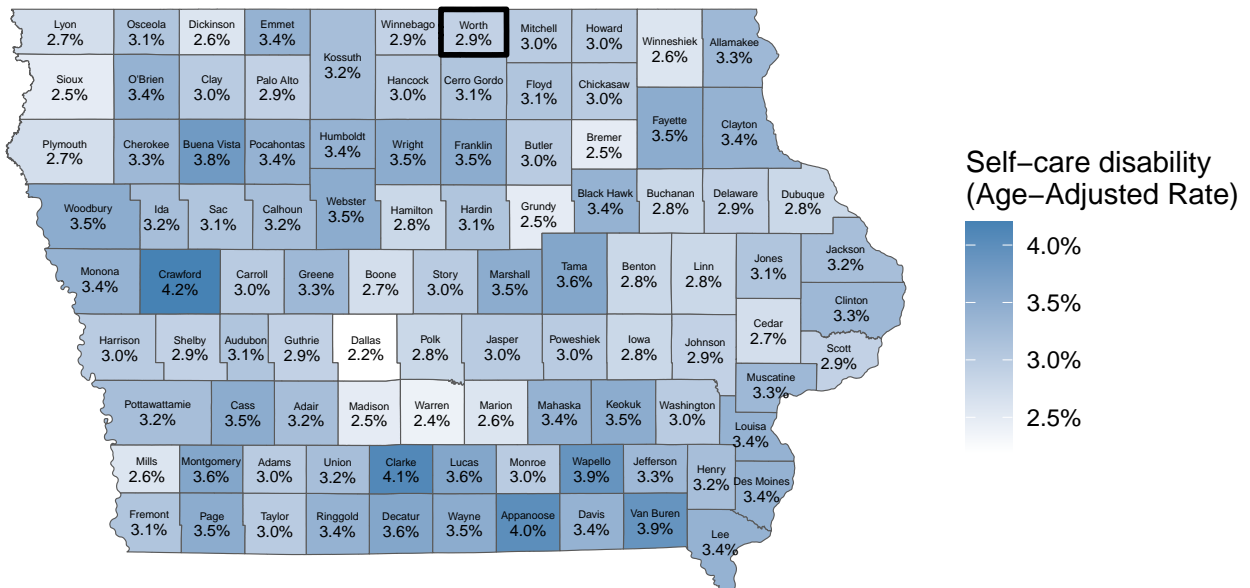 Lyon
2.7%
Osceola
3.1%
Dickinson
2.6%
Emmet
3.4%
Kossuth
3.2%
Winnebago
2.9%
Worth
2.9%
Mitchell
3.0%
Howard
3.0%
Winneshiek
2.6%
Allamakee
3.3%
Sioux
2.5%
O'Brien
3.4%
Clay
3.0%
Palo Alto
2.9%
Hancock
3.0%
Cerro Gordo
3.1%
Floyd
3.1%
Chickasaw
3.0%
Fayette
3.5%
Clayton
3.4%
Plymouth
2.7%
Cherokee
3.3%
Buena Vista
3.8%
Pocahontas
3.4%
Humboldt
3.4%
Wright
3.5%
Franklin
3.5%
Butler
3.0%
Bremer
2.5%
Woodbury
3.5%
Ida
3.2%
Sac
3.1%
Calhoun
3.2%
Webster
3.5%
Hamilton
2.8%
Hardin
3.1%
Grundy
2.5%
Black Hawk
3.4%
Buchanan
2.8%
Delaware
2.9%
Dubuque
2.8%
Monona
3.4%
Crawford
4.2%
Carroll
3.0%
Greene
3.3%
Boone
2.7%
Story
3.0%
Marshall
3.5%
Tama
3.6%
Benton
2.8%
Linn
2.8%
Jones
3.1%
Jackson
3.2%
Clinton
3.3%
Harrison
3.0%
Shelby
2.9%
Audubon
3.1%
Guthrie
2.9%
Dallas
2.2%
Polk
2.8%
Jasper
3.0%
Poweshiek
3.0%
Iowa
2.8%
Johnson
2.9%
Cedar
2.7%
Scott
2.9%
Muscatine
3.3%
Pottawattamie
3.2%
Cass
3.5%
Adair
3.2%
Madison
2.5%
Warren
2.4%
Marion
2.6%
Mahaska
3.4%
Keokuk
3.5%
Washington
3.0%
Louisa
3.4%
Mills
2.6%
Montgomery
3.6%
Adams
3.0%
Union
3.2%
Clarke
4.1%
Lucas
3.6%
Monroe
3.0%
Wapello
3.9%
Jefferson
3.3%
Henry
3.2%
Des Moines
3.4%
Fremont
3.1%
Page
3.5%
Taylor
3.0%
Ringgold
3.4%
Decatur
3.6%
Wayne
3.5%
Appanoose
4.0%
Davis
3.4%
Van Buren
3.9%
Lee
3.4%
Self−care disability
(Age−Adjusted Rate)
4.0%
3.5%
3.0%
2.5%